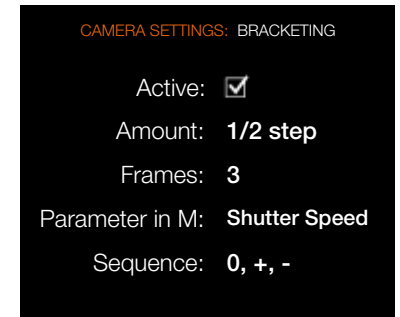 CAMERA SETTINGS: BRACKETING
Active:
Amount: 1/2 step
Frames: 3
Parameter in M: Shutter Speed
Sequence: 0, +, -